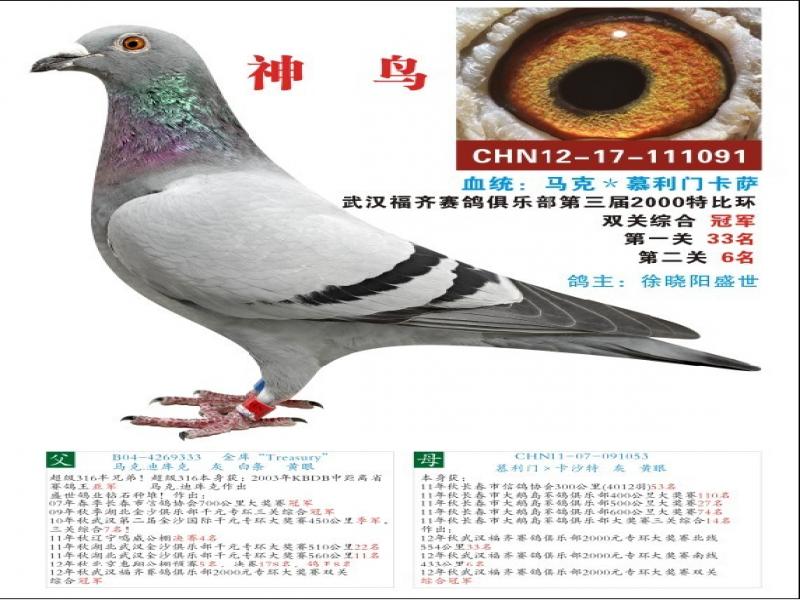 神 鸟
CHN12-17-111091
血统：马克*慕利门卡萨
武汉福齐赛鸽俱乐部第三届2000特比环
双关综合 冠军
第一关 33名
第二关 6名
鸽主：徐晓阳盛世
父
B04-4269333 金库“Treasury”
马克.迪库克 灰 白条 黄眼
超级316半兄弟！超级316本身获：2003年KBDB中距离省
赛鸽王亚军 马克.迪珠克作出
盛世鸽业钻石种雄！作出：
07年春季长春市信鸽协会700公里大奖赛冠军
09年秋季湖北金沙俱乐部千元专环三关综合冠军
10年秋武汉第二届金沙国际千元专环大奖赛450公里季军。
三关综合7名！
11年秋辽宁鸣威公棚决赛4名
11年秋湖北武汉金沙俱乐部千元专环大奖赛510公里22名
11年秋湖北武汉金沙俱乐部千元专环大奖赛560公里11名
12年秋北京惠翔公棚预赛5名，决赛178名，鸽王8名
12年秋武汉福齐赛鸽俱乐部2000元专环大奖赛双关
综合冠军
母
CHN11-07-091053
慕利门×卡沙特 灰 黄眼
本身获：
11年秋长春市信鸽协会300公里(4012羽)53名
11年秋长春市大鹅岛赛鸽俱乐部400公里大奖赛110名
11年秋长春市大鹅岛赛鸽俱乐部500公里大奖赛27名
11年秋长春市大鹅岛赛鸽俱乐部600公里大奖赛74名
11年秋长春市大鹅岛赛鸽俱乐部大奖赛三关综合14名
作出：
12年秋武汉福齐赛鸽俱乐部2000元专环大奖赛北线
554公里33名
12年秋武汉福齐赛鸽俱乐部2000元专环大奖赛南线
433公里6名
12年秋武汉福齐赛鸽俱乐部2000元专环大奖赛双关
综合冠军